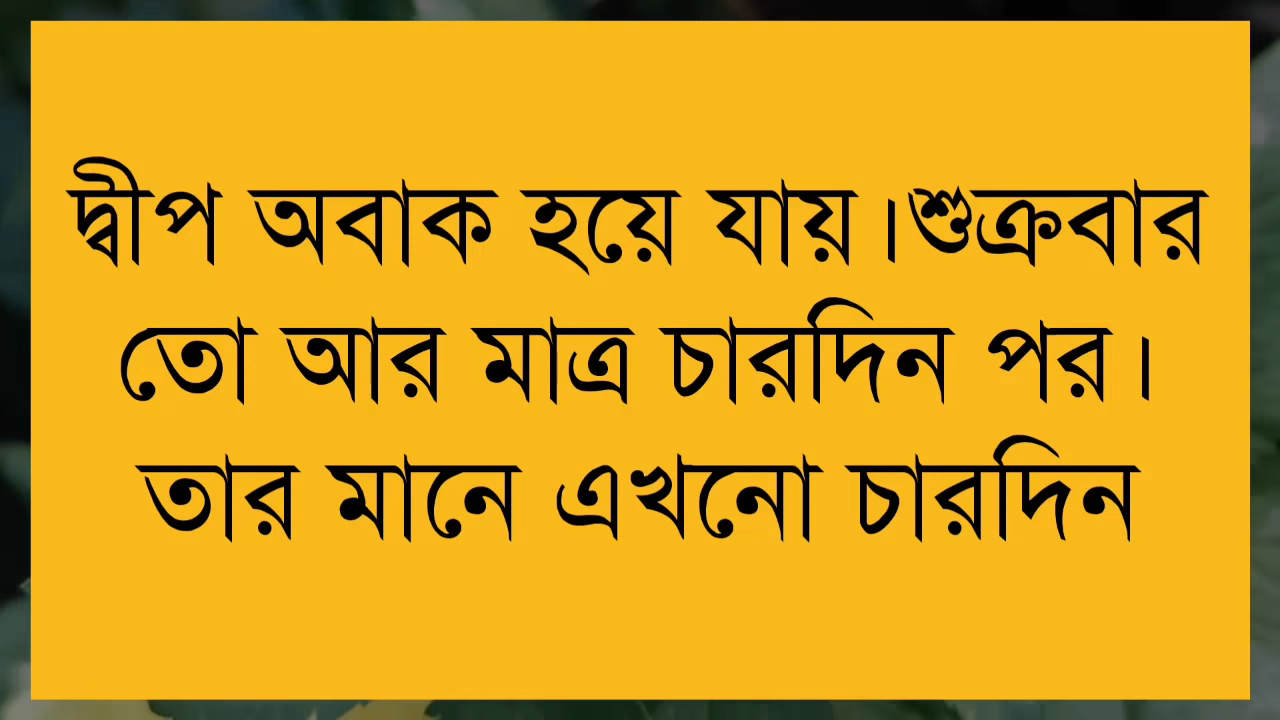 দ্বীপ অবাক হয়ে যায়।শুক্রবার
তো আর মাত্র চারদিন পর।
তার মানে এখনো চারদিন